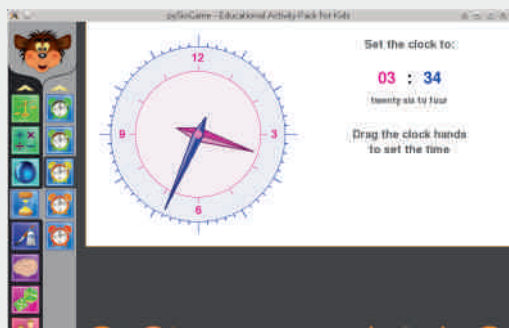 pySioGame - Educational Activity Pack for Kids
Set the clock to:
03 : 34
twenty six to four
Drag the clock hands
to set the time
12
9
3
6